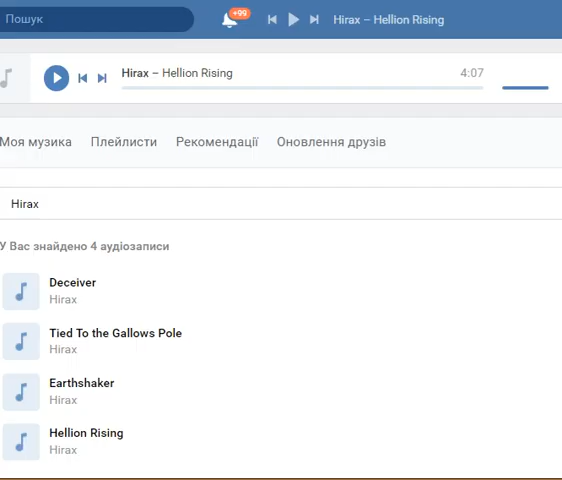 Пошук
+99
Hirax – Hellion Rising
Hirax – Hellion Rising
4:07
Моя музика Плейлисти Рекомендації Оновлення друзів
Hirax
У Вас знайдено 4 аудіозаписи
Deceiver
Hirax
Tied To the Gallows Pole
Hirax
Earthshaker
Hirax
Hellion Rising
Hirax